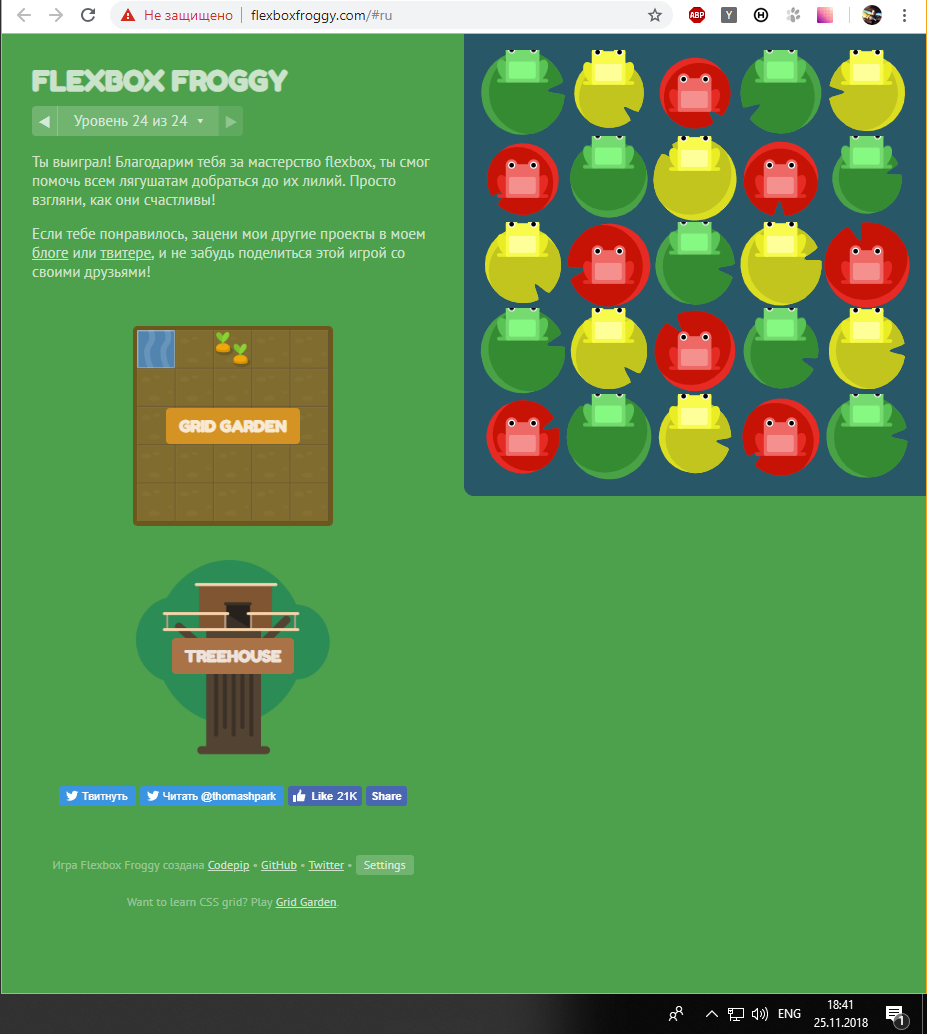 Не защищено
flexboxfroggy.com/#ru
ABP
Y
H
FLEXBOX FROGGY
Уровень 24 из 24
Ты выиграл! Благодарим тебя за мастерство flexbox, ты смог
помочь всем лягушатам добраться до их лилий. Просто
взгляни, как они счастливы!
Если тебе понравилось, зацени мои другие проекты в моем
блоге или твитере, и не забудь поделиться этой игрой со
своими друзьями!
GRID GARDEN
TREEHOUSE
Твитнуть
Читать @thomashpark
Like 21K
Share
Игра Flexbox Froggy создана Codepip • GitHub • Twitter • Settings
Want to learn CSS grid? Play Grid Garden.
ENG
18:41
25.11.2018
1